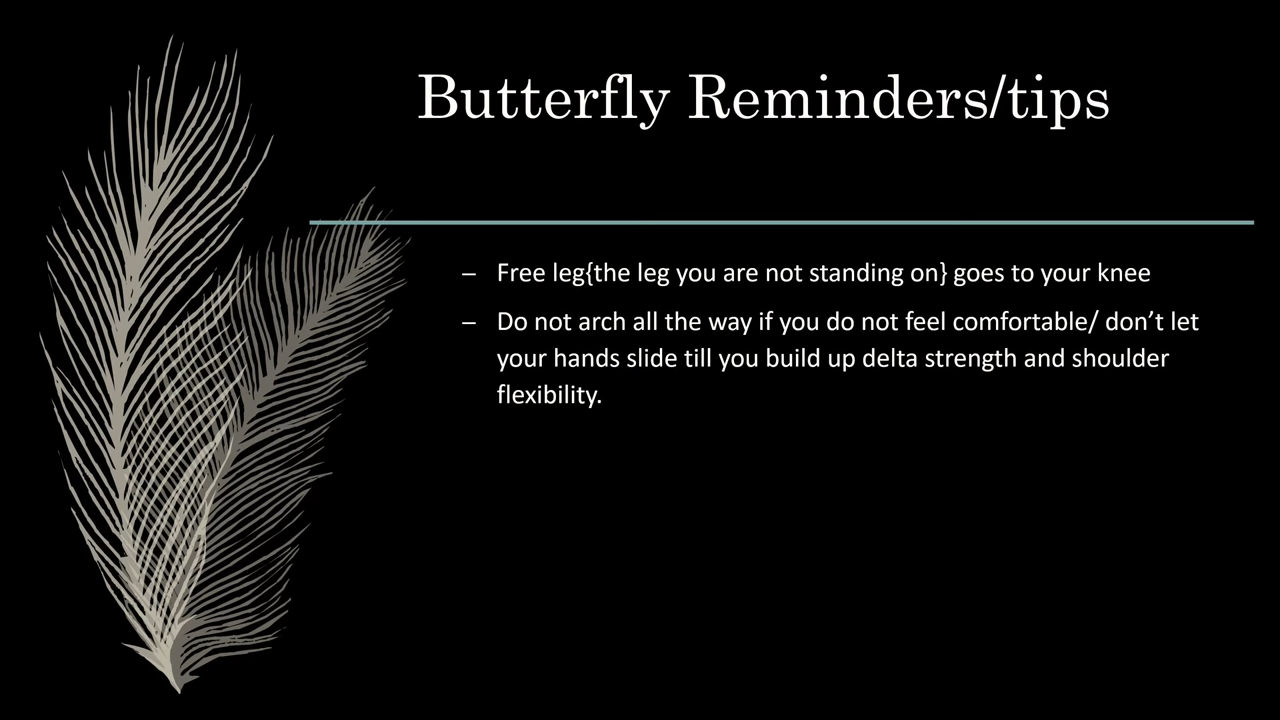 Butterfly Reminders/tips
– Free leg{the leg you are not standing on} goes to your knee
– Do not arch all the way if you do not feel comfortable/ don’t let
your hands slide till you build up delta strength and shoulder
flexibility.